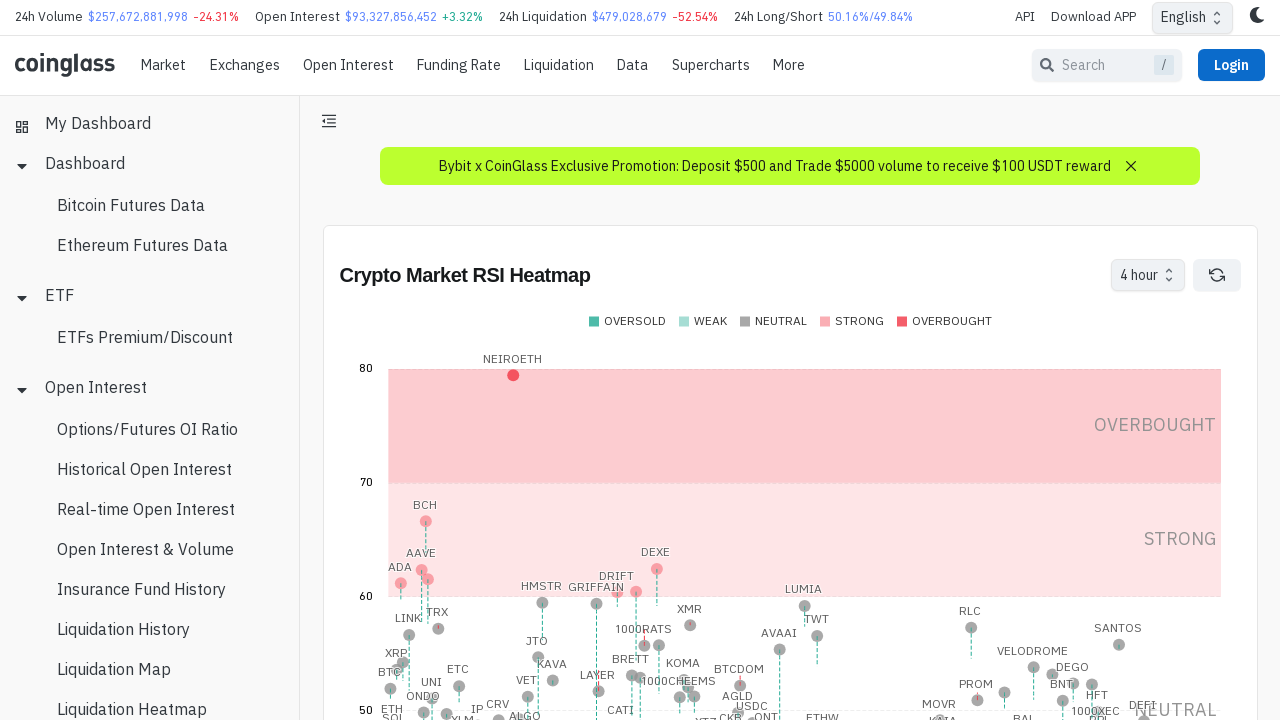 24h Volume $257,672,881,998 -24.31% Open Interest $93,327,856,452 +3.32% 24h Liquidation $479,028,679 -52.54% 24h Long/Short 50.16%/49.84% API Download APP English
coinglass Market Exchanges Open Interest Funding Rate Liquidation Data Supercharts More Search / Login
My Dashboard
Dashboard
Bitcoin Futures Data
Ethereum Futures Data
ETF
ETFs Premium/Discount
Open Interest
Options/Futures OI Ratio
Historical Open Interest
Real-time Open Interest
Open Interest & Volume
Insurance Fund History
Liquidation History
Liquidation Map
Liquidation Heatmap
Bybit x CoinGlass Exclusive Promotion: Deposit $500 and Trade $5000 volume to receive $100 USDT reward
Crypto Market RSI Heatmap
4 hour
OVERSOLD WEAK NEUTRAL STRONG OVERBOUGHT
NEIROETH
80
OVERBOUGHT
70
BCH
STRONG
AAVE DEXE
ADA DRIFT
HMSTR GRIFFAIN LUMIA
60
LINK TRX XMR RLC
TWT
1000RATS AVAAI SANTOS
JTO
XRP BRETT VELODROME
KAVA KOMA
BTC ETC BTCDOM DEGO
UNI VET LAYER 1000CHEEMS PROM BNT
ONDO AGLD HFT
CRV USDC MOVR DEFI
ETH IP CATI 1000XEC
50 NEUTRAL
ALGO CKB ONT ETHW BAL